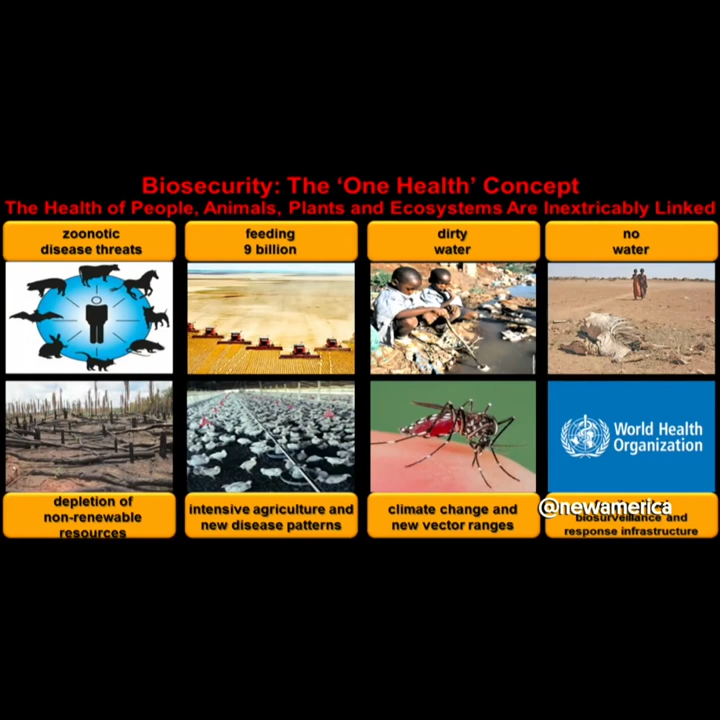 Biosecurity: The ‘One Health’ Concept
The Health of People, Animals, Plants and Ecosystems Are Inextricably Linked
zoonotic
disease threats
feeding
9 billion
dirty
water
no
water
World Health
Organization
depletion of
non-renewable
resources
intensive agriculture and
new disease patterns
climate change and
new vector ranges
@newamerica
biosurveillance and
response infrastructure